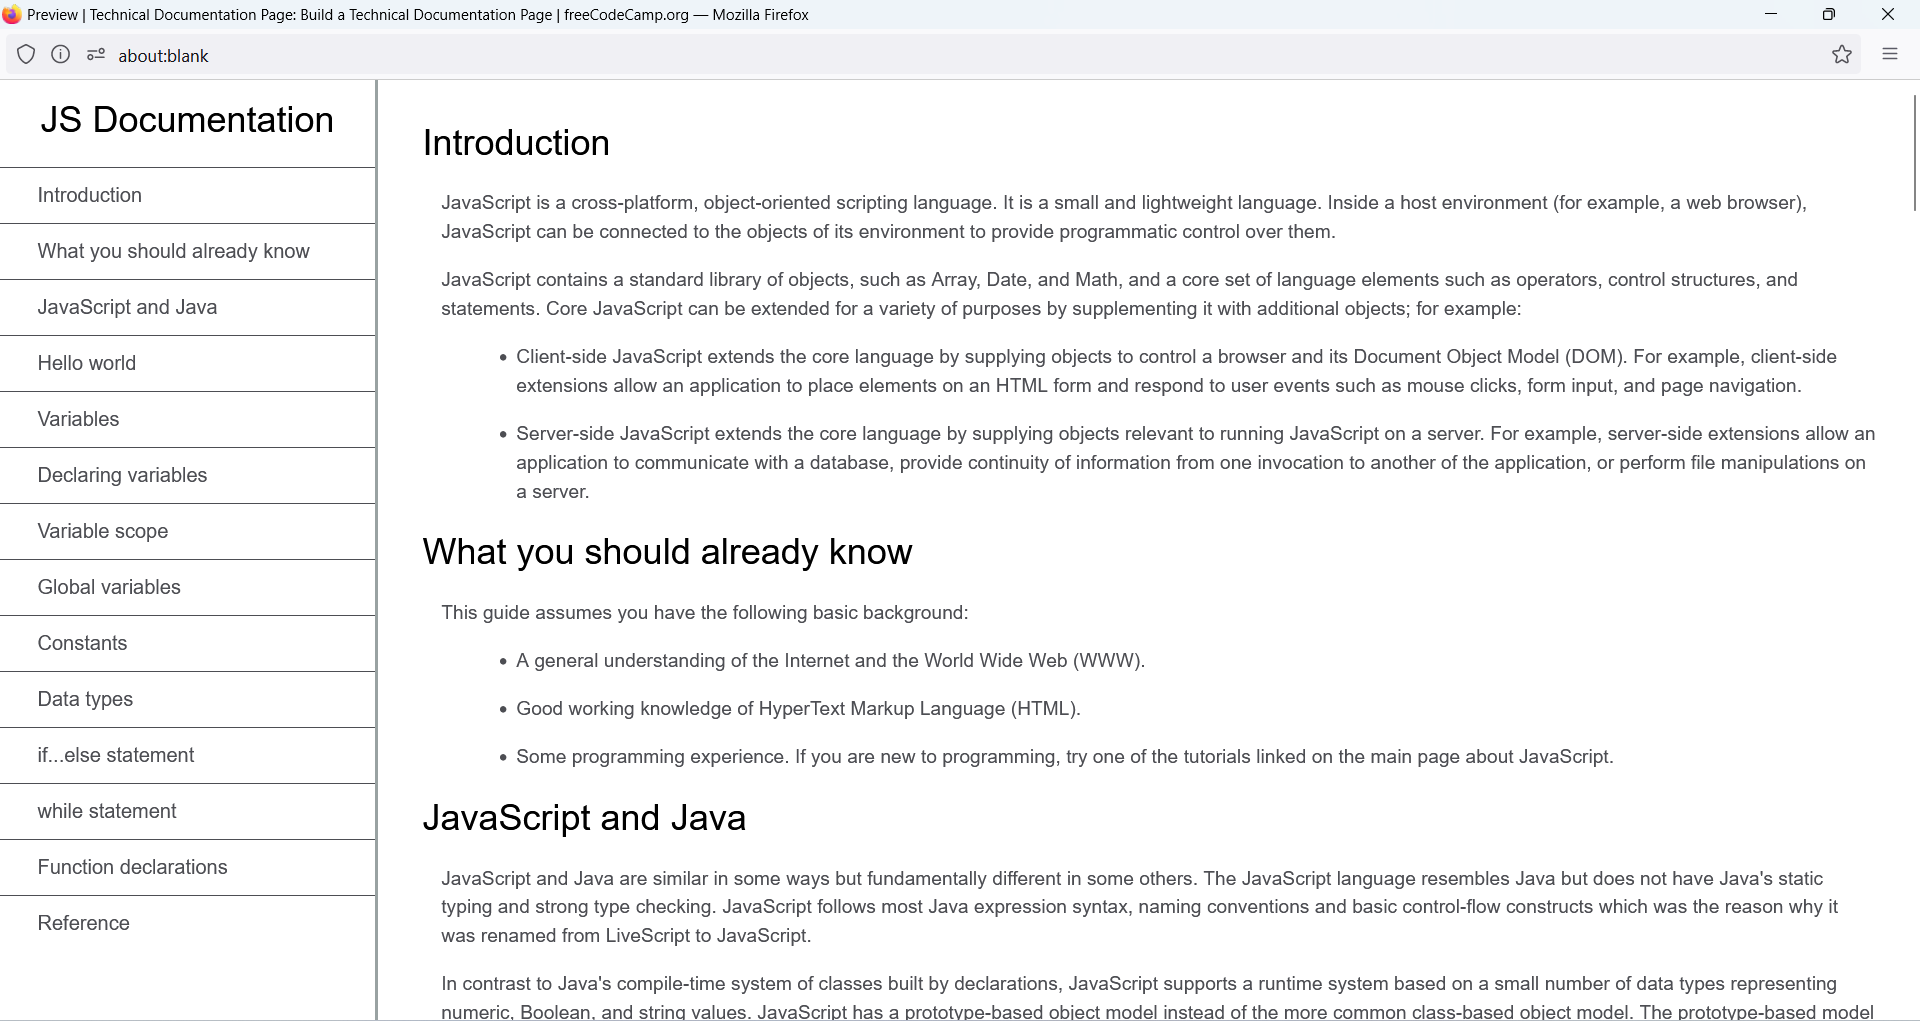 Preview | Technical Documentation Page: Build a Technical Documentation Page | freeCodeCamp.org — Mozilla Firefox
about:blank
JS Documentation
Introduction
What you should already know
JavaScript and Java
Hello world
Variables
Declaring variables
Variable scope
Global variables
Constants
Data types
if...else statement
while statement
Function declarations
Reference
Introduction
JavaScript is a cross-platform, object-oriented scripting language. It is a small and lightweight language. Inside a host environment (for example, a web browser),
JavaScript can be connected to the objects of its environment to provide programmatic control over them.
JavaScript contains a standard library of objects, such as Array, Date, and Math, and a core set of language elements such as operators, control structures, and
statements. Core JavaScript can be extended for a variety of purposes by supplementing it with additional objects; for example:
• Client-side JavaScript extends the core language by supplying objects to control a browser and its Document Object Model (DOM). For example, client-side
extensions allow an application to place elements on an HTML form and respond to user events such as mouse clicks, form input, and page navigation.
• Server-side JavaScript extends the core language by supplying objects relevant to running JavaScript on a server. For example, server-side extensions allow an
application to communicate with a database, provide continuity of information from one invocation to another of the application, or perform file manipulations on
a server.
What you should already know
This guide assumes you have the following basic background:
• A general understanding of the Internet and the World Wide Web (WWW).
• Good working knowledge of HyperText Markup Language (HTML).
• Some programming experience. If you are new to programming, try one of the tutorials linked on the main page about JavaScript.
JavaScript and Java
JavaScript and Java are similar in some ways but fundamentally different in some others. The JavaScript language resembles Java but does not have Java's static
typing and strong type checking. JavaScript follows most Java expression syntax, naming conventions and basic control-flow constructs which was the reason why it
was renamed from LiveScript to JavaScript.
In contrast to Java's compile-time system of classes built by declarations, JavaScript supports a runtime system based on a small number of data types representing
numeric, Boolean, and string values. JavaScript has a prototype-based object model instead of the more common class-based object model. The prototype-based model